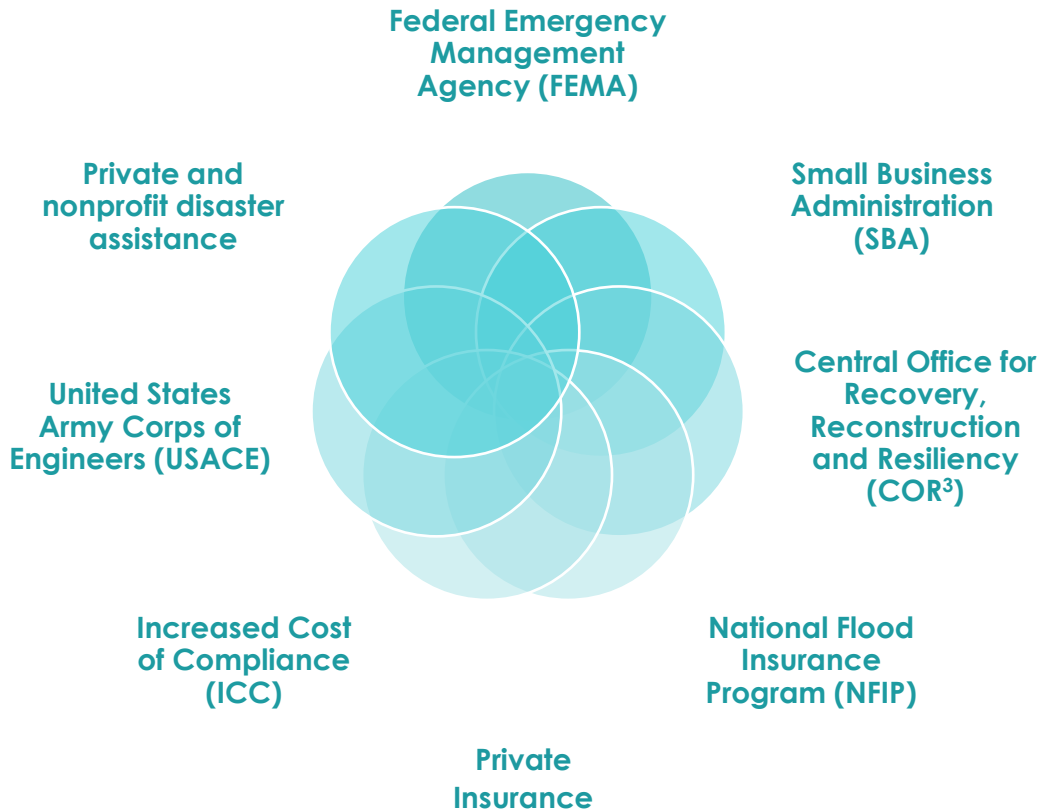 Federal Emergency
Management
Agency (FEMA)
Private and
nonprofit disaster
assistance
Small Business
Administration
(SBA)
United States
Army Corps of
Engineers (USACE)
Central Office for
Recovery,
Reconstruction
and Resiliency
(COR³)
Increased Cost
of Compliance
(ICC)
National Flood
Insurance
Program (NFIP)
Private
Insurance